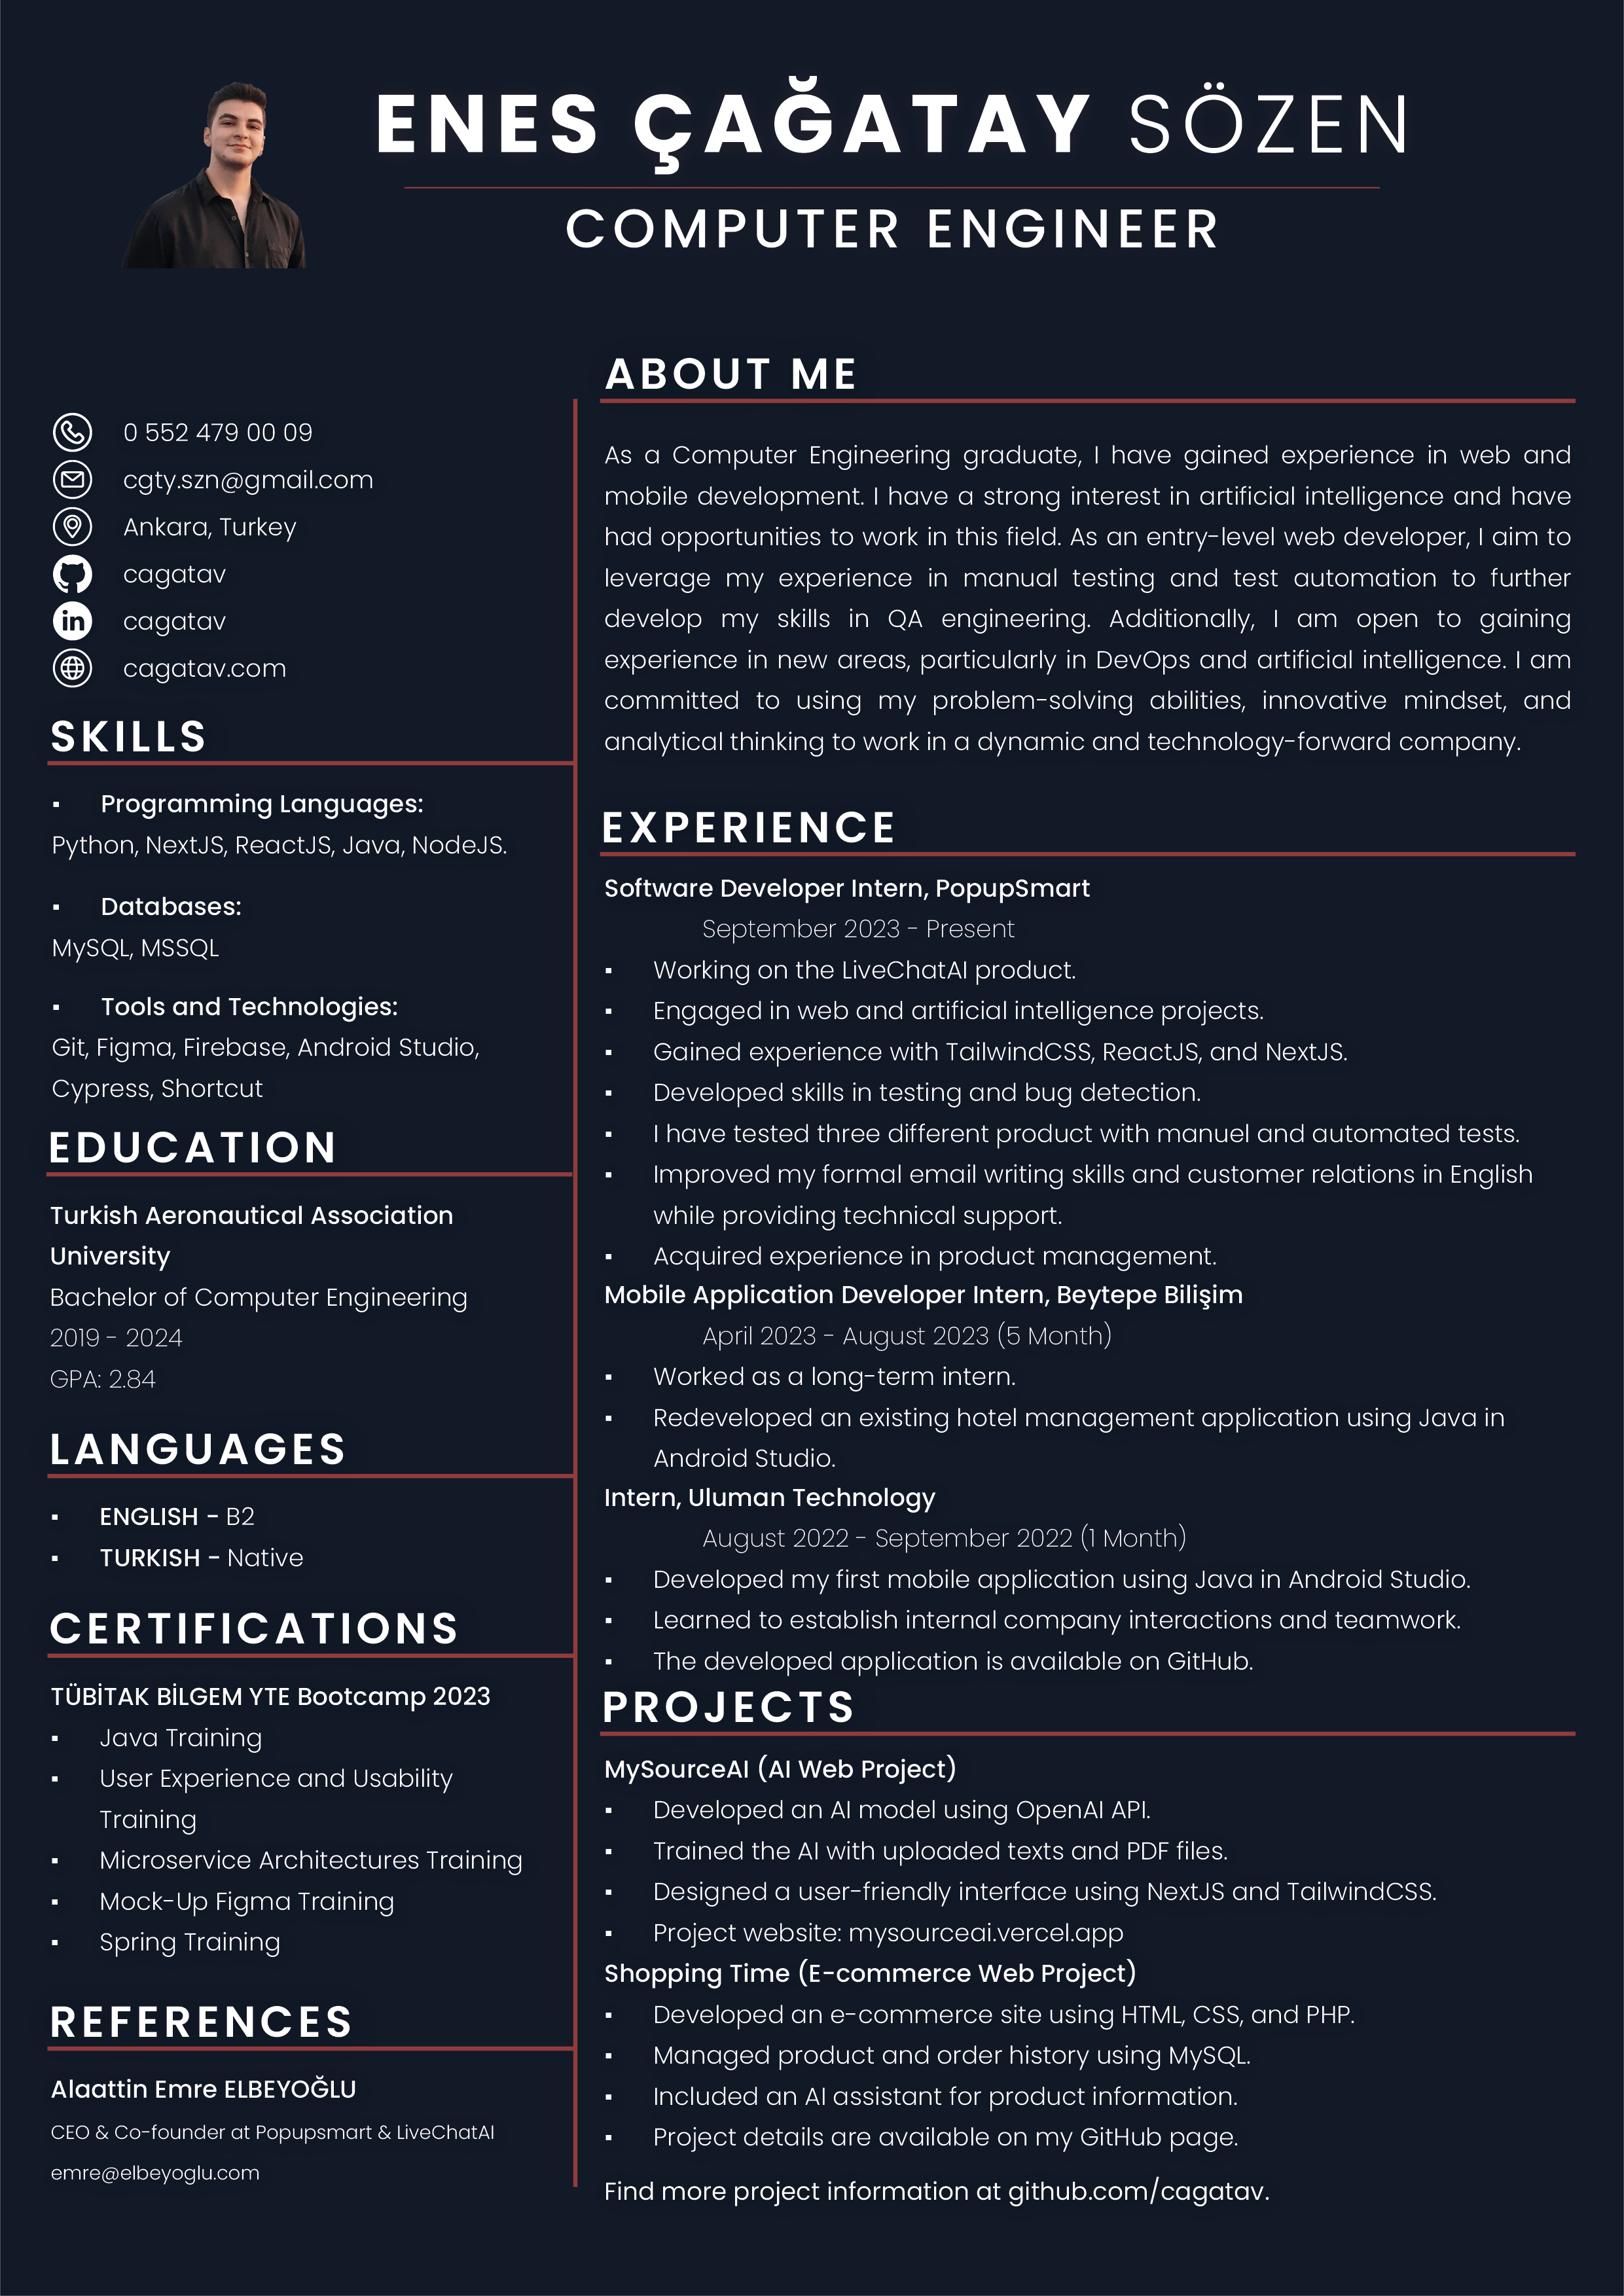 ENES ÇAĞATAY SÖZEN
COMPUTER ENGINEER
0 552 479 00 09
cgty.szn@gmail.com
Ankara, Turkey
cagatav
in cagatav
cagatav.com
SKILLS
▪ Programming Languages:
Python, NextJS, ReactJS, Java, NodeJS.
▪ Databases:
MySQL, MSSQL
▪ Tools and Technologies:
Git, Figma, Firebase, Android Studio,
Cypress, Shortcut
EDUCATION
Turkish Aeronautical Association
University
Bachelor of Computer Engineering
2019 - 2024
GPA: 2.84
LANGUAGES
▪ ENGLISH - B2
▪ TURKISH - Native
CERTIFICATIONS
TÜBİTAK BİLGEM YTE Bootcamp 2023
▪ Java Training
▪ User Experience and Usability
Training
▪ Microservice Architectures Training
▪ Mock-Up Figma Training
▪ Spring Training
REFERENCES
Alaattin Emre ELBEYOĞLU
CEO & Co-founder at Popupsmart & LiveChatAI
emre@elbeyoglu.com
ABOUT ME
As a Computer Engineering graduate, I have gained experience in web and
mobile development. I have a strong interest in artificial intelligence and have
had opportunities to work in this field. As an entry-level web developer, I aim to
leverage my experience in manual testing and test automation to further
develop my skills in QA engineering. Additionally, I am open to gaining
experience in new areas, particularly in DevOps and artificial intelligence. I am
committed to using my problem-solving abilities, innovative mindset, and
analytical thinking to work in a dynamic and technology-forward company.
EXPERIENCE
Software Developer Intern, PopupSmart
September 2023 - Present
▪ Working on the LiveChatAI product.
▪ Engaged in web and artificial intelligence projects.
▪ Gained experience with TailwindCSS, ReactJS, and NextJS.
▪ Developed skills in testing and bug detection.
▪ I have tested three different product with manuel and automated tests.
▪ Improved my formal email writing skills and customer relations in English
while providing technical support.
▪ Acquired experience in product management.
Mobile Application Developer Intern, Beytepe Bilişim
April 2023 - August 2023 (5 Month)
▪ Worked as a long-term intern.
▪ Redeveloped an existing hotel management application using Java in
Android Studio.
Intern, Uluman Technology
August 2022 - September 2022 (1 Month)
▪ Developed my first mobile application using Java in Android Studio.
▪ Learned to establish internal company interactions and teamwork.
▪ The developed application is available on GitHub.
PROJECTS
MySourceAI (AI Web Project)
▪ Developed an AI model using OpenAI API.
▪ Trained the AI with uploaded texts and PDF files.
▪ Designed a user-friendly interface using NextJS and TailwindCSS.
▪ Project website: mysourceai.vercel.app
Shopping Time (E-commerce Web Project)
▪ Developed an e-commerce site using HTML, CSS, and PHP.
▪ Managed product and order history using MySQL.
▪ Included an AI assistant for product information.
▪ Project details are available on my GitHub page.
Find more project information at github.com/cagatav.